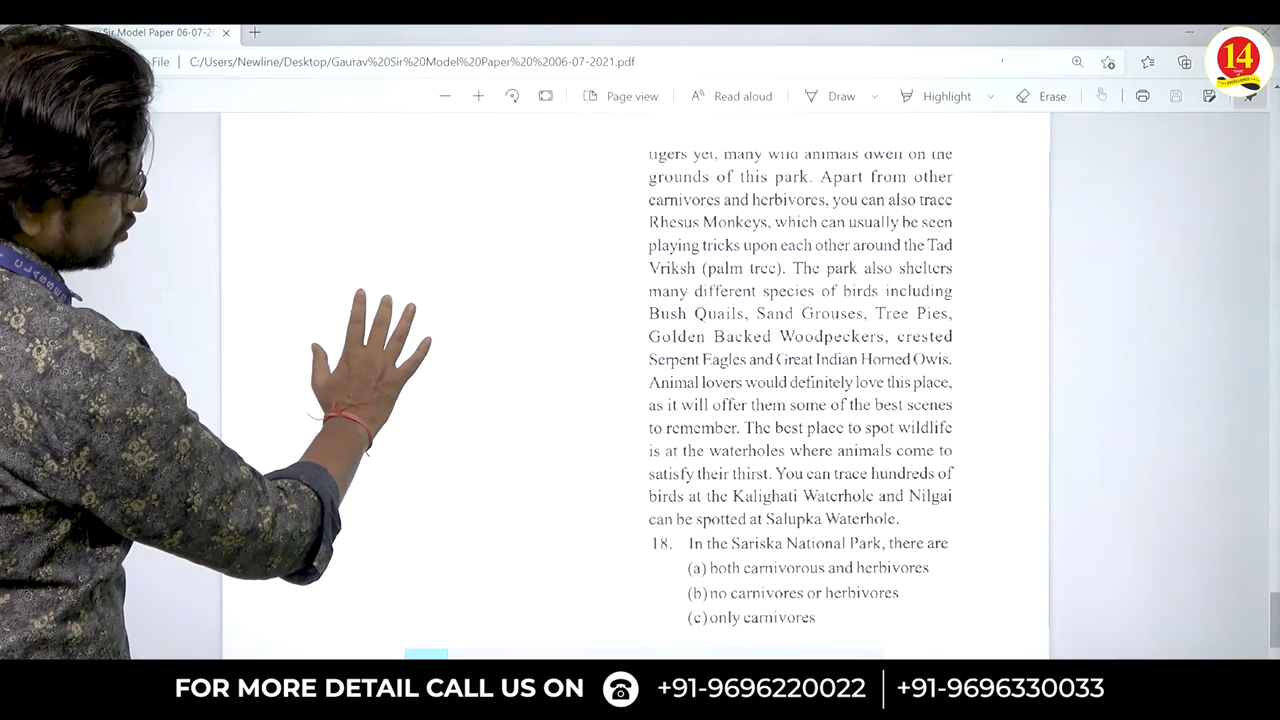 Sir Model Paper 06-07-2
File
C:/Users/Newline/Desktop/Gaurav%20Sir%20Model%20Paper%20%2006-07-2021.pdf
Page view
Read aloud
Draw
Highlight
Erase
14
YEARS
CLASSES
tigers yet, many wild animals dwell on the
grounds of this park. Apart from other
carnivores and herbivores, you can also trace
Rhesus Monkeys, which can usually be seen
playing tricks upon each other around the Tad
Vriksh (palm tree). The park also shelters
many different species of birds including
Bush Quails, Sand Grouses, Tree Pies,
Golden Backed Woodpeckers, crested
Serpent Eagles and Great Indian Horned Owis.
Animal lovers would definitely love this place,
as it will offer them some of the best scenes
to remember. The best place to spot wildlife
is at the waterholes where animals come to
satisfy their thirst. You can trace hundreds of
birds at the Kalighati Waterhole and Nilgai
can be spotted at Salupka Waterhole.
18. In the Sariska National Park, there are
(a) both carnivorous and herbivores
(b) no carnivores or herbivores
(c) only carnivores
FOR MORE DETAIL CALL US ON +91-9696220022 +91-9696330033